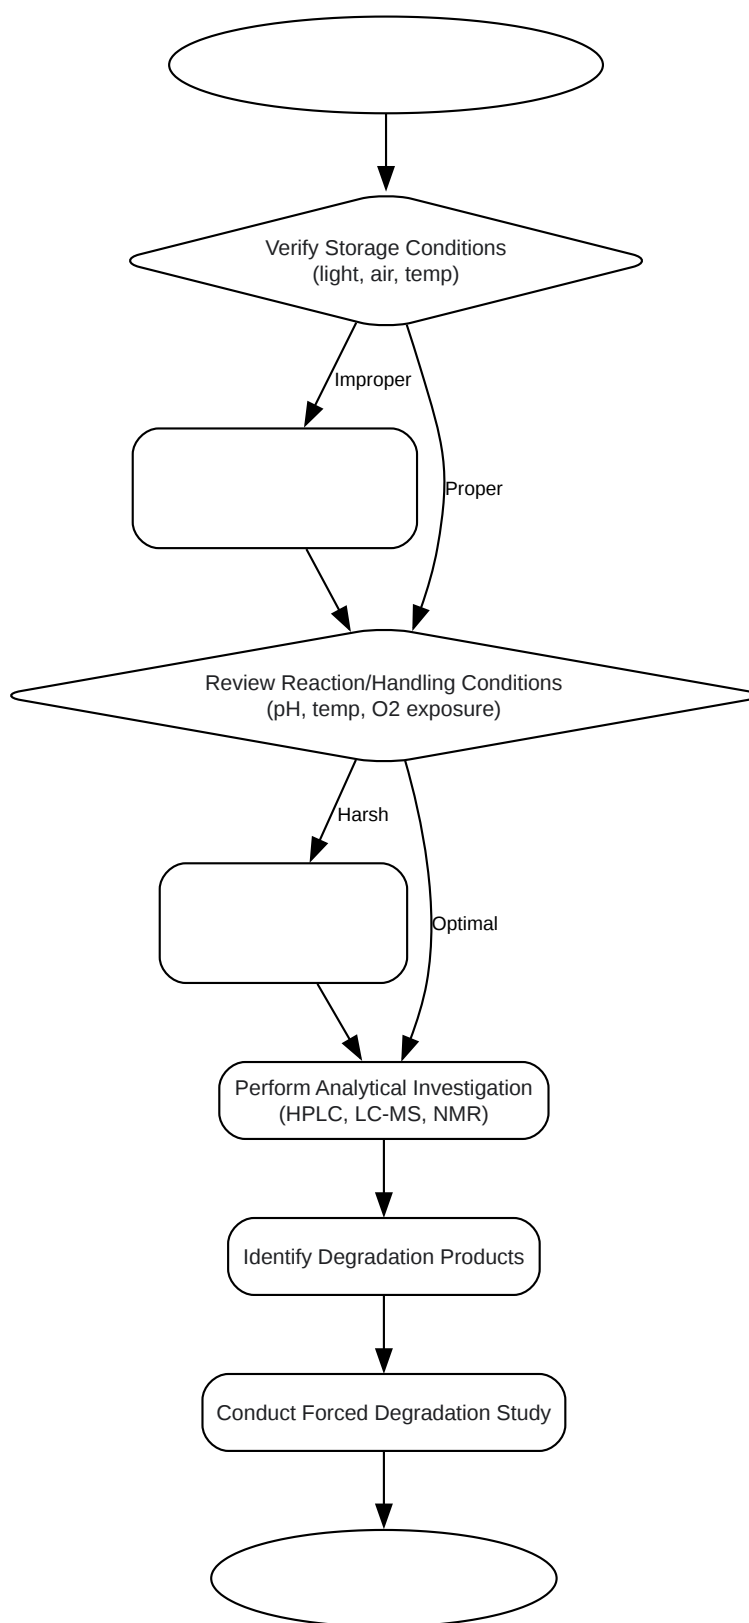 Verify Storage Conditions
(light, air, temp)
Improper
Proper
Review Reaction/Handling Conditions
(pH, temp, O2 exposure)
Harsh
Optimal
Perform Analytical Investigation
(HPLC, LC-MS, NMR)
Identify Degradation Products
Conduct Forced Degradation Study